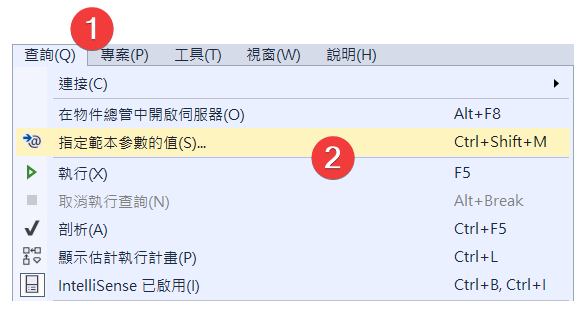 1
查詢(Q) 專案(P) 工具(T) 視窗(W) 說明(H)
連接(C)
在物件總管中開啟伺服器(O) Alt+F8
@ 指定範本參數的值(S)... Ctrl+Shift+M
2
執行(X) F5
取消執行查詢(N) Alt+Break
剖析(A) Ctrl+F5
顯示估計執行計畫(P) Ctrl+L
IntelliSense 已啟用(I) Ctrl+B, Ctrl+I